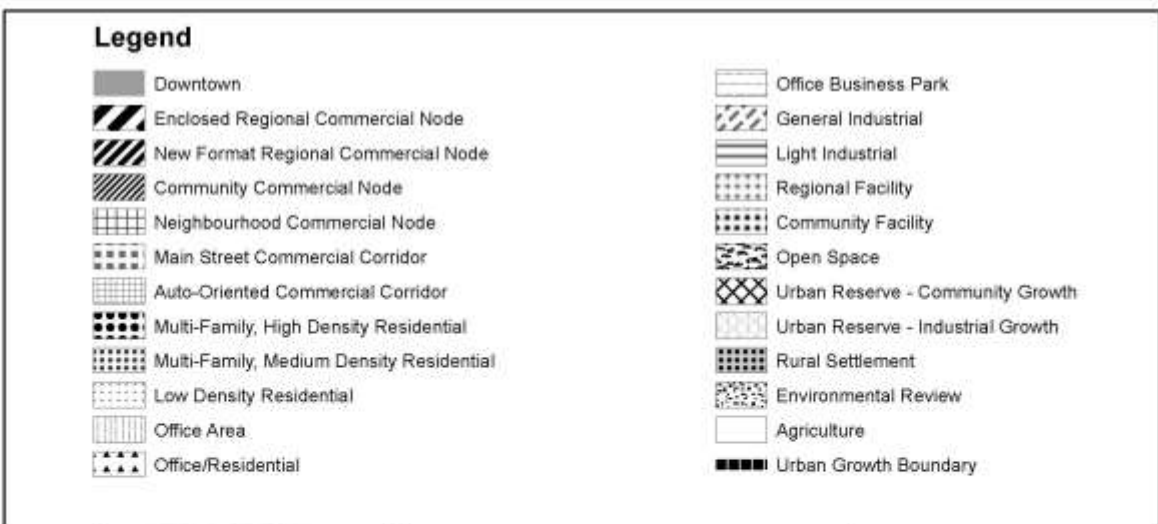 Legend
Downtown
Enclosed Regional Commercial Node
New Format Regional Commercial Node
Community Commercial Node
Neighbourhood Commercial Node
Main Street Commercial Corridor
Auto-Oriented Commercial Corridor
Multi-Family, High Density Residential
Multi-Family, Medium Density Residential
Low Density Residential
Office Area
Office/Residential
Office Business Park
General Industrial
Light Industrial
Regional Facility
Community Facility
Open Space
Urban Reserve - Community Growth
Urban Reserve - Industrial Growth
Rural Settlement
Environmental Review
Agriculture
Urban Growth Boundary